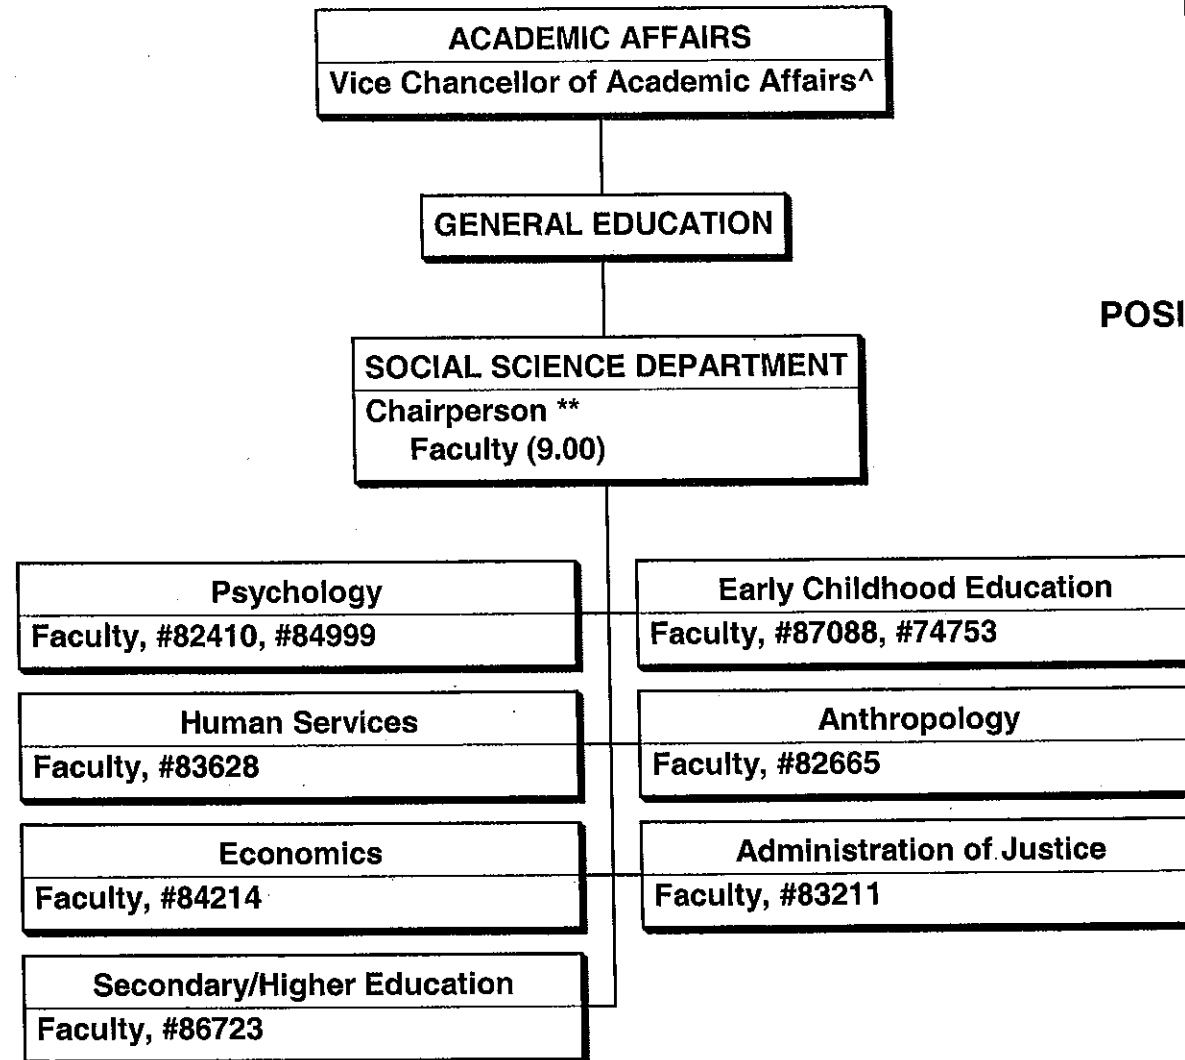 ACADEMIC AFFAIRS
Vice Chancellor of Academic Affairs^
GENERAL EDUCATION
POSI
SOCIAL SCIENCE DEPARTMENT
Chairperson **
Faculty (9.00)
Psychology
Faculty, #82410, #84999
Early Childhood Education
Faculty, #87088, #74753
Human Services
Faculty, #83628
Anthropology
Faculty, #82665
Economics
Faculty, #84214
Administration of Justice
Faculty, #83211
Secondary/Higher Education
Faculty, #86723